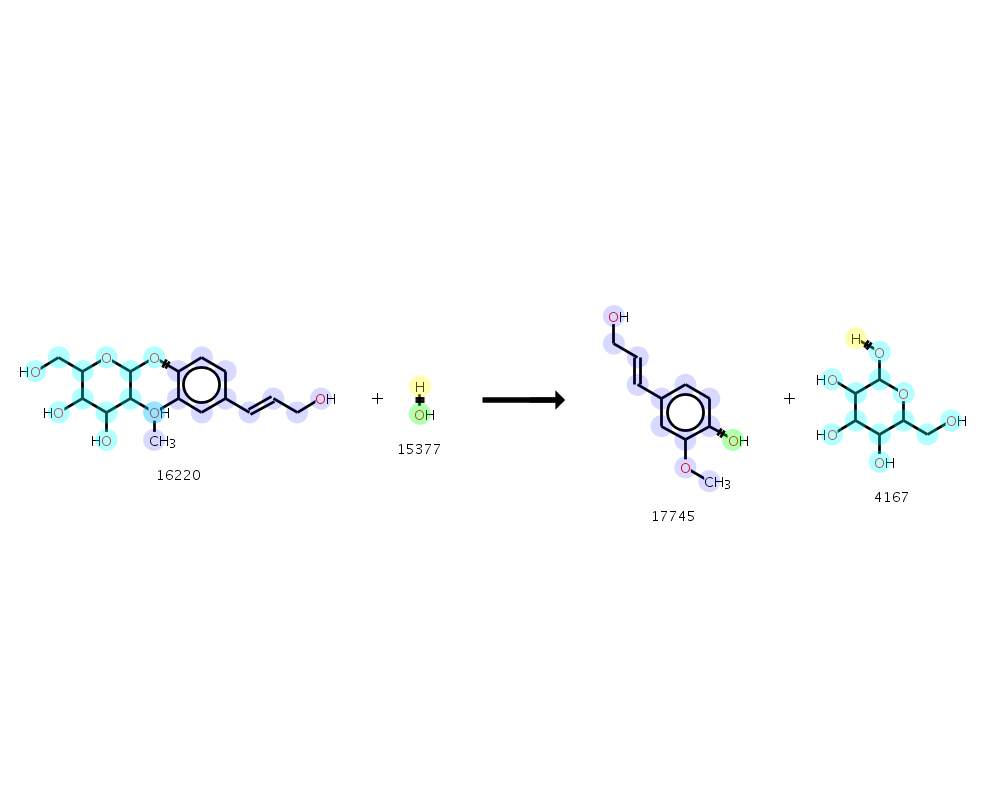 HO O O OH
HO OH
HO CH3
16220
+
H
OH
15377
OH
OH
O CH3
17745
+
H O
HO O
HO OH
OH
4167